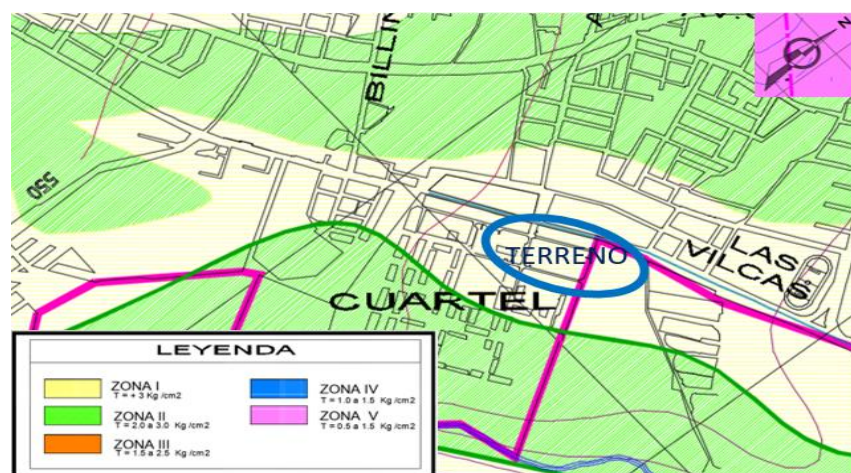 BILLIN
AV.
N
550
TERRENO
LAS
VILCAS
CUARTEL
LEYENDA
ZONA I
T = + 3 Kg /cm2
ZONA II
T = 2.0 a 3.0 Kg /cm2
ZONA III
T = 1.5 a 2.5 Kg /cm2
ZONA IV
T = 1.0 a 1.5 Kg /cm2
ZONA V
T = 0.5 a 1.5 Kg /cm2